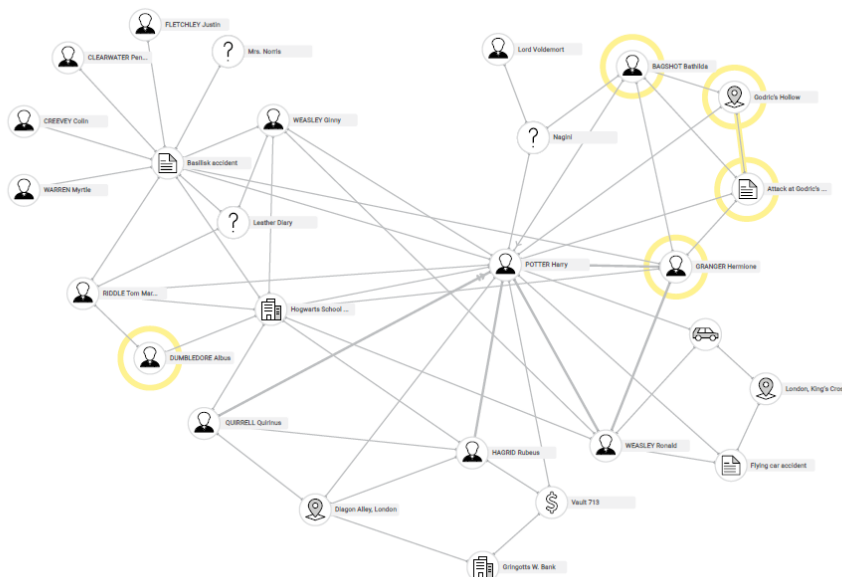 FLETCHLEY Justin
CLEARWATER Pen...
Mrs. Norris
Lord Voldemort
BAGSHOT Bathilda
Godric's Hollow
CREEVEY Colin
WEASLEY Ginny
Nagini
Basilisk accident
WARREN Myrtle
Attack at Godric's ...
Leather Diary
POTTER Harry
GRANGER Hermione
RIDDLE Tom Mar...
Hogwarts School ...
DUMBLEDORE Albus
London, King's Cros
QUIRRELL Quirinus
WEASLEY Ronald
HAGRID Rubeus
Flying car accident
Diagon Alley, London
Vault 713
$
Gringotts W. Bank